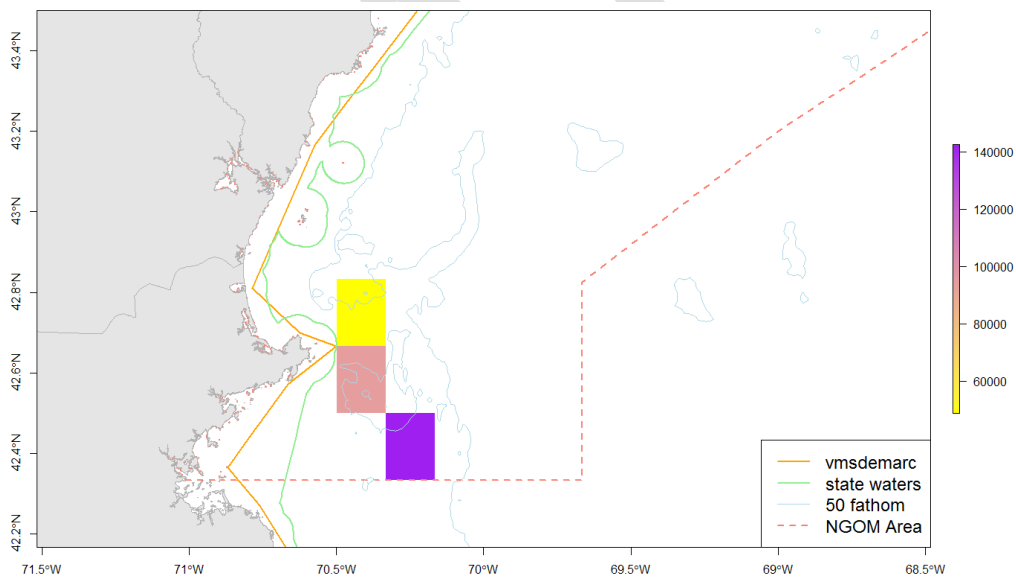 43.4°N
43.2°N
43°N
42.8°N
42.6°N
42.4°N
42.2°N
140000
120000
100000
80000
60000
vmsdemarc
state waters
50 fathom
NGOM Area
71.5°W
71°W
70.5°W
70°W
69.5°W
69°W
68.5°W